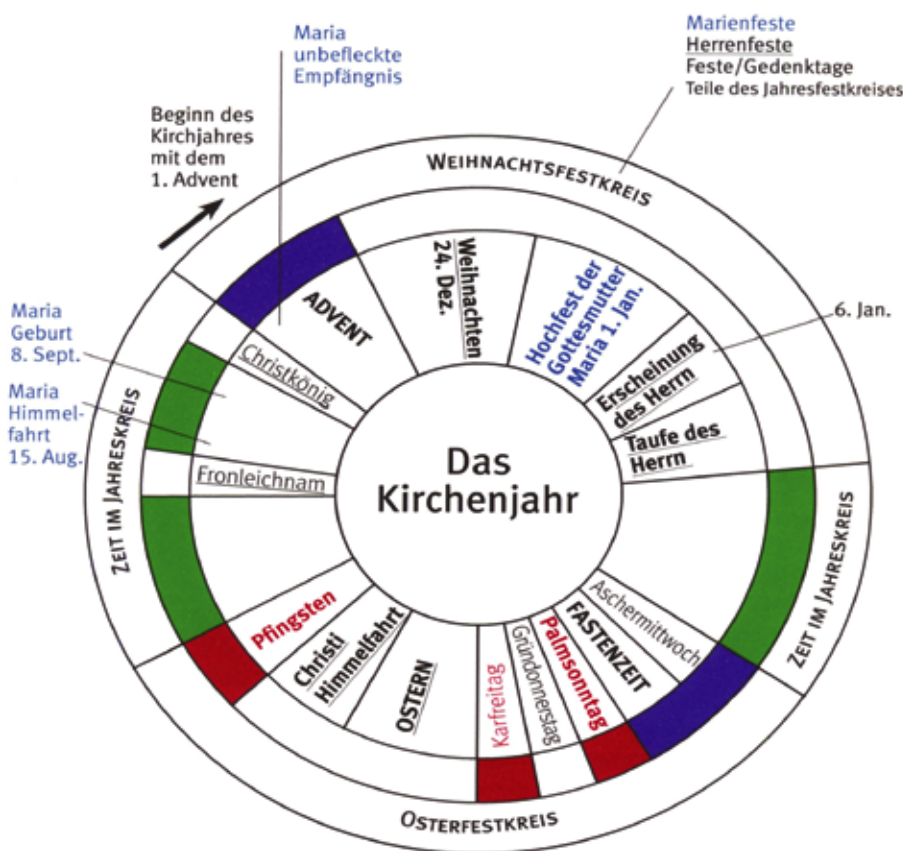 Maria
unbefleckte
Empfängnis
Marienfeste
Herrenfeste
Feste/Gedenktage
Teile des Jahresfestkreises
Beginn des
Kirchjahres
mit dem
1. Advent
WEIHNACHTSFESTKREIS
ADVENT
Weihnachten
24. Dez.
Hochfest der
Gottesmutter
Maria 1. Jan.
6. Jan.
Erscheinung
des Herrn
Taufe des
Herrn
ZEIT IM JAHRESKREIS
Aschermittwoch
FASTENZEIT
Palmsonntag
Gründonnerstag
Karfreitag
OSTERFESTKREIS
OSTERN
Christi
Himmelfahrt
Pfingsten
ZEIT IM JAHRESKREIS
Fronleichnam
Christkönig
Maria
Geburt
8. Sept.
Maria
Himmel-
fahrt
15. Aug.
Das
Kirchenjahr